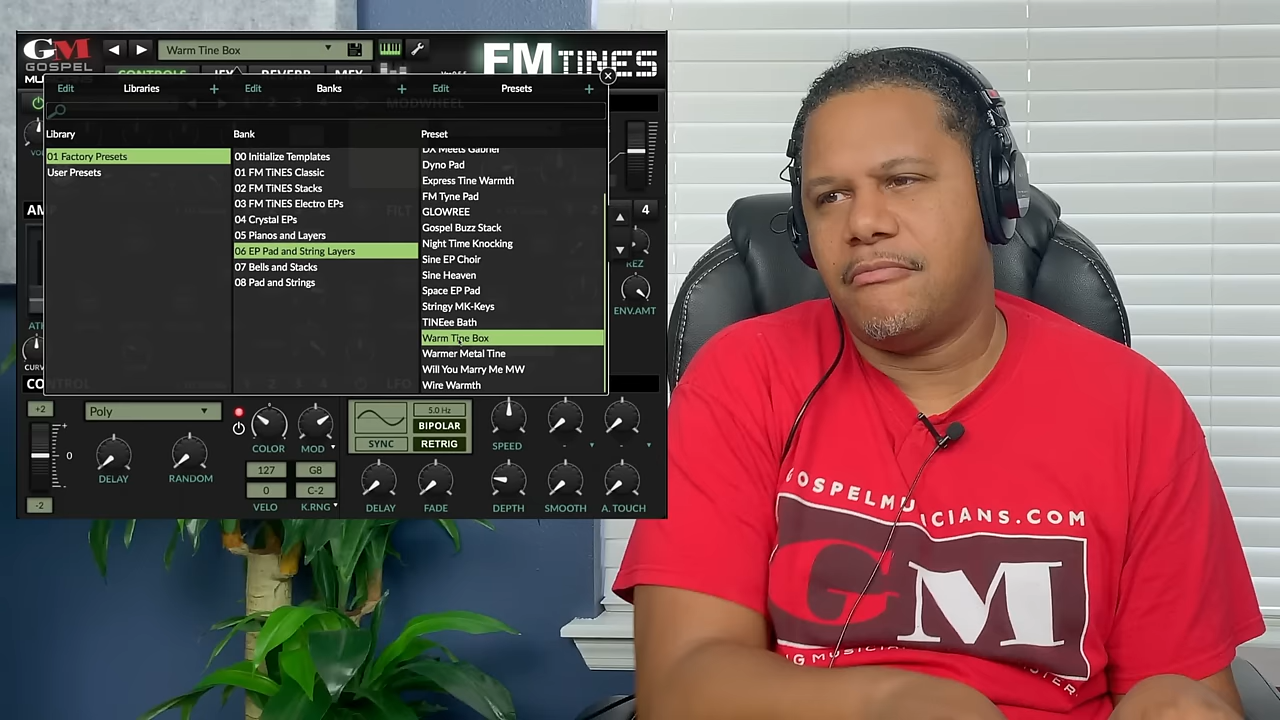 GM
GOSPEL
Warm Tine Box
FM TINES
Edit Libraries +
Edit Banks +
Edit Presets +
MODWHEEL
Library
Bank
Preset
01 Factory Presets
User Presets
00 Initialize Templates
01 FM TiNES Classic
02 FM TiNES Stacks
03 FM TiNES Electro EPs
04 Crystal EPs
05 Pianos and Layers
06 EP Pad and String Layers
07 Bells and Stacks
08 Pad and Strings
DX Meets Gabriel
Dyno Pad
Express Tine Warmth
FM Tyne Pad
GLOWREE
Gospel Buzz Stack
Night Time Knocking
Sine EP Choir
Sine Heaven
Space EP Pad
Stringy MK-Keys
TINEee Bath
Warm Tine Box
Warmer Metal Tine
Will You Marry Me MW
Wire Warmth
4
REZ
ENV.AMT
LFO
+2
0
-2
Poly
DELAY
RANDOM
COLOR
MOD
127
G8
0
C-2
VELO
K.RNG
5.0 Hz
BIPOLAR
SYNC
RETRIG
SPEED
DELAY
FADE
DEPTH
SMOOTH
A. TOUCH
GOSPELMUSICIANS.COM
GM